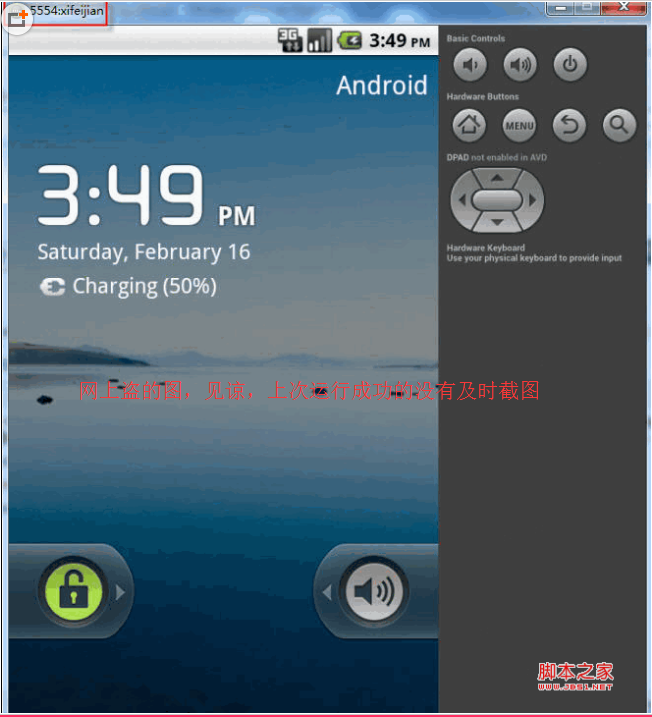 5554:xifeijian
3G
3:49 PM
Android
3:49 PM
Saturday, February 16
Charging (50%)
网上盗的图，见谅，上次运行成功的没有及时截图
Basic Controls
Hardware Buttons
MENU
DPAD not enabled in AVD
Hardware Keyboard
Use your physical keyboard to provide input
脚本之家
WWW.JB51.NET